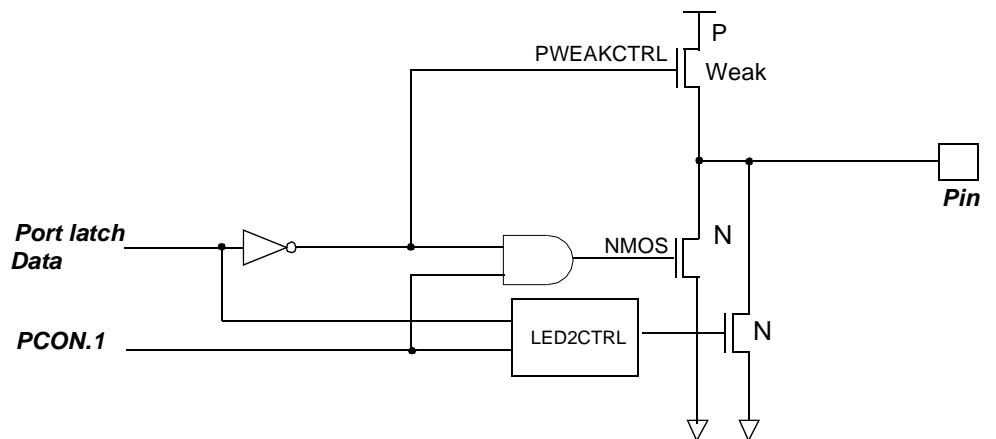 P
PWEAKCTRL
Weak
Pin
Port latch
Data
NMOS
N
PCON.1
LED2CTRL
N